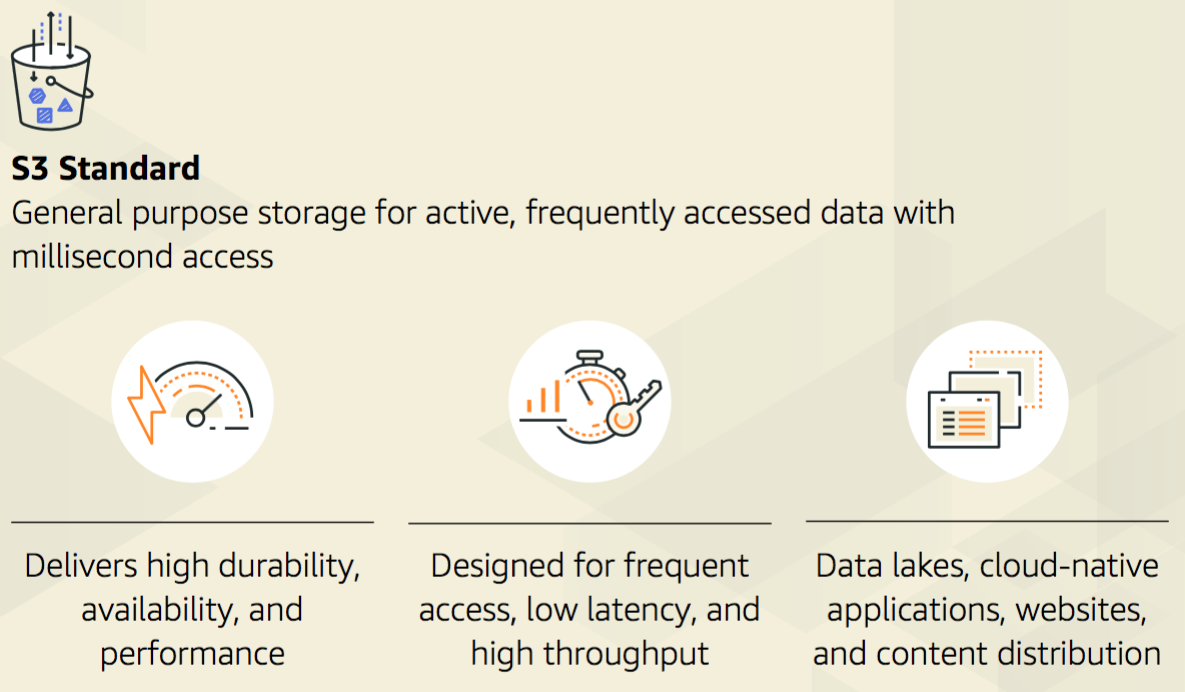 S3 Standard
General purpose storage for active, frequently accessed data with
millisecond access
Delivers high durability,
availability, and
performance
Designed for frequent
access, low latency, and
high throughput
Data lakes, cloud-native
applications, websites,
and content distribution